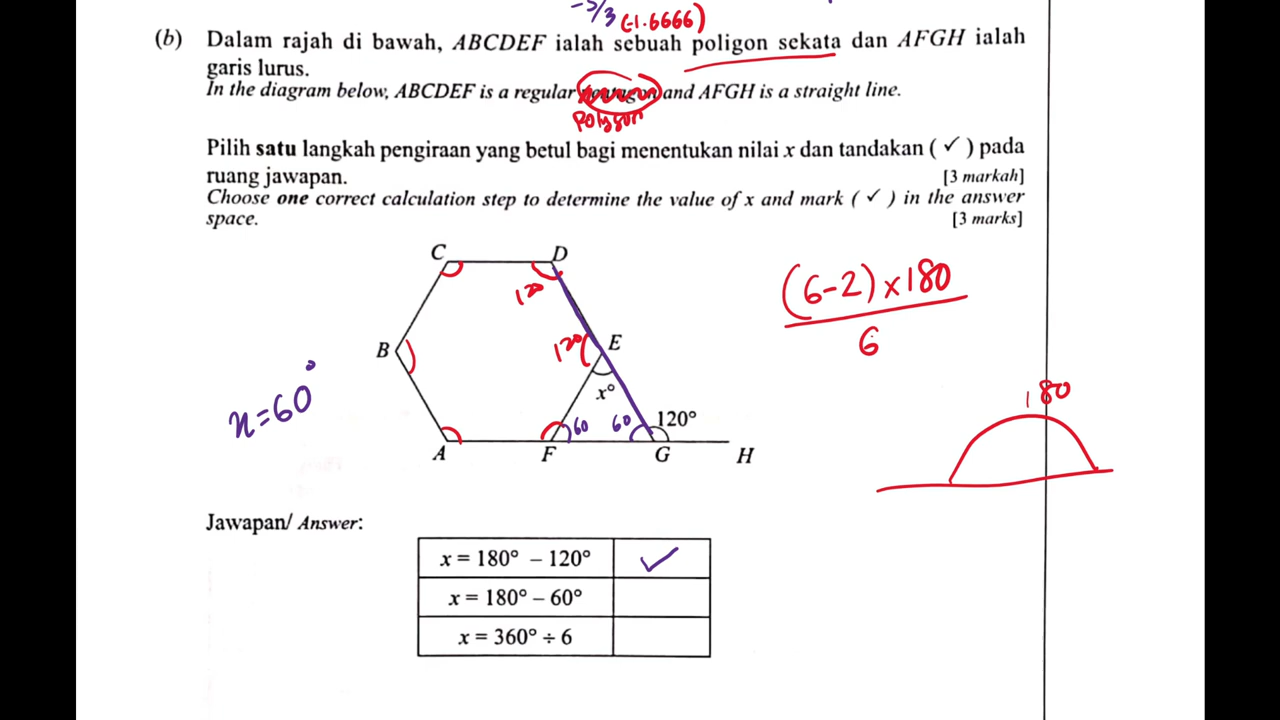 -5/3 (-1.6666)
(b) Dalam rajah di bawah, ABCDEF ialah sebuah poligon sekata dan AFGH ialah
garis lurus.
In the diagram below, ABCDEF is a regular and AFGH is a straight line.
Polygon
Pilih satu langkah pengiraan yang betul bagi menentukan nilai x dan tandakan ( ✓ ) pada
ruang jawapan. [3 markah]
Choose one correct calculation step to determine the value of x and mark ( ✓ ) in the answer
space. [3 marks]
C D
120
(6-2)×180
6
B 120 E
x°
n=60°
60 60 120°
A F G H
180
Jawapan/ Answer:
x = 180° – 120° ✓
x = 180° – 60°
x = 360° ÷ 6